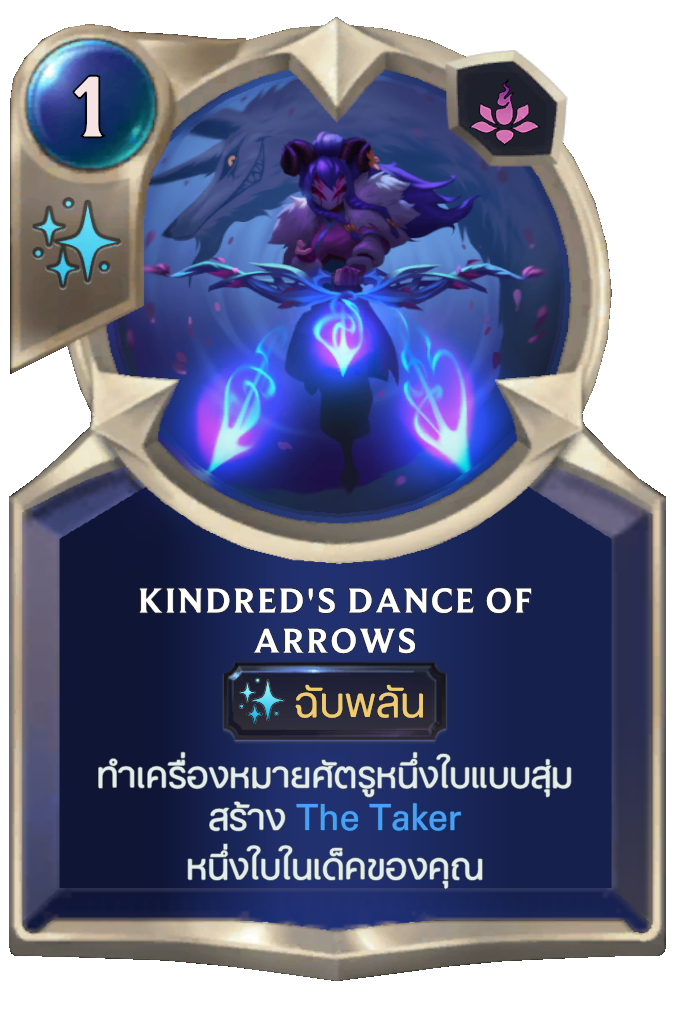 1
KINDRED'S DANCE OF
ARROWS
ฉับพลัน
ทำเครื่องหมายศัตรูหนึ่งใบแบบสุ่ม
สร้าง The Taker
หนึ่งใบในเด็คของคุณ